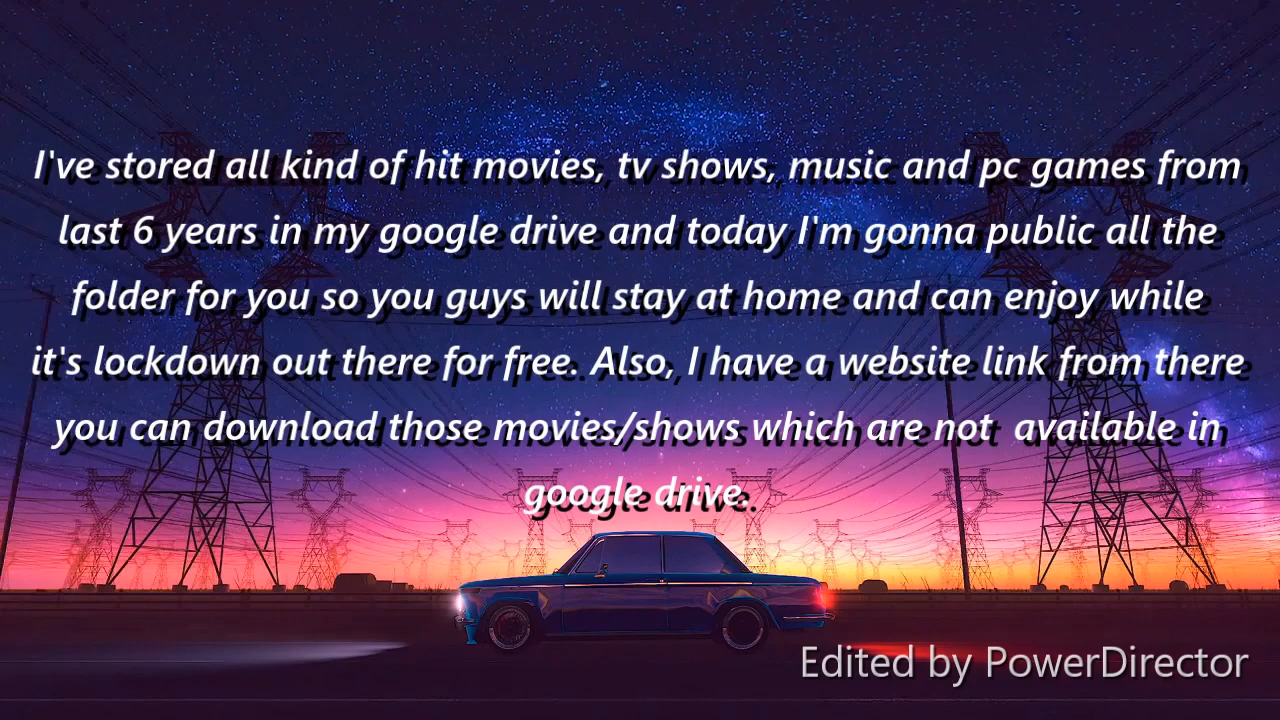 I've stored all kind of hit movies, tv shows, music and pc games from
last 6 years in my google drive and today I'm gonna public all the
folder for you so you guys will stay at home and can enjoy while
it's lockdown out there for free. Also, I have a website link from there
you can download those movies/shows which are not  available in
google drive.
Edited by PowerDirector